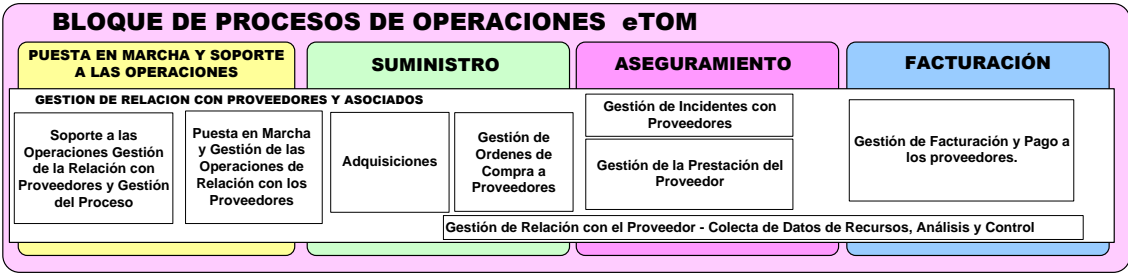 BLOQUE DE PROCESOS DE OPERACIONES eTOM
PUESTA EN MARCHA Y SOPORTE
A LAS OPERACIONES
SUMINISTRO
ASEGURAMIENTO
FACTURACIÓN
GESTION DE RELACION CON PROVEEDORES Y ASOCIADOS
Soporte a las
Operaciones Gestión
de la Relación con
Proveedores y Gestión
del Proceso
Puesta en Marcha
y Gestión de las
Operaciones de
Relación con los
Proveedores
Adquisiciones
Gestión de
Ordenes de
Compra a
Proveedores
Gestión de Incidentes con
Proveedores
Gestión de la Prestación del
Proveedor
Gestión de Facturación y Pago a
los proveedores.
Gestión de Relación con el Proveedor - Colecta de Datos de Recursos, Análisis y Control